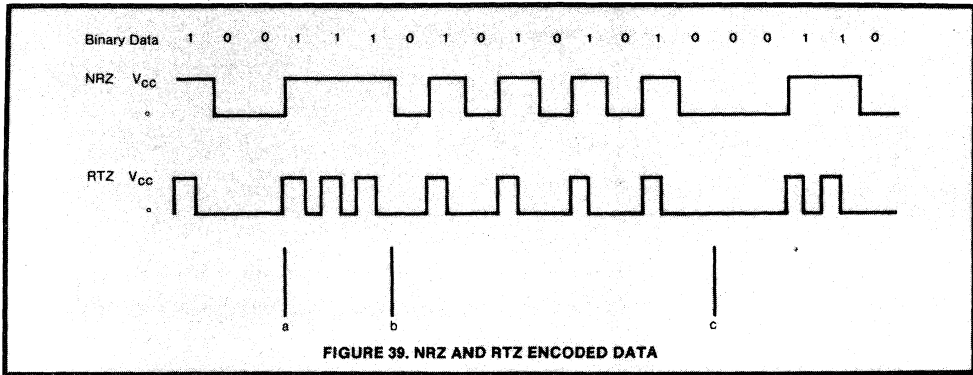 Binary Data 1 0 0 1 1 1 0 1 0 1 0 1 0 1 0 0 0 1 1 0
NRZ VCC
0
RTZ VCC
0
a b c
FIGURE 39. NRZ AND RTZ ENCODED DATA